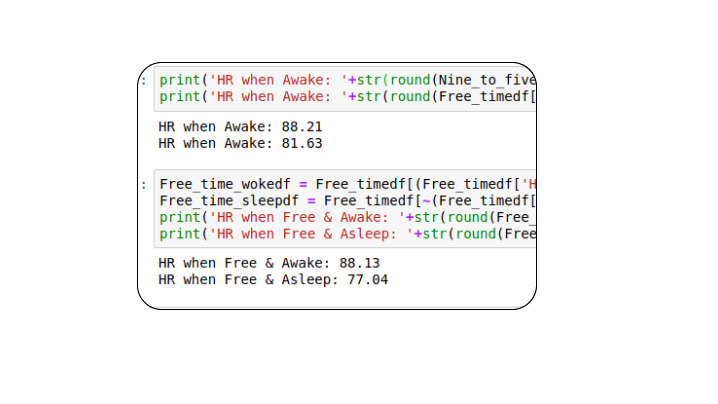 : print('HR when Awake: '+str(round(Nine_to_five
print('HR when Awake: '+str(round(Free_timedf[
HR when Awake: 88.21
HR when Awake: 81.63
: Free_time_wokedf = Free_timedf[(Free_timedf['H
Free_time_sleepdf = Free_timedf[~(Free_timedf[
print('HR when Free & Awake: '+str(round(Free_
print('HR when Free & Asleep: '+str(round(Free
HR when Free & Awake: 88.13
HR when Free & Asleep: 77.04